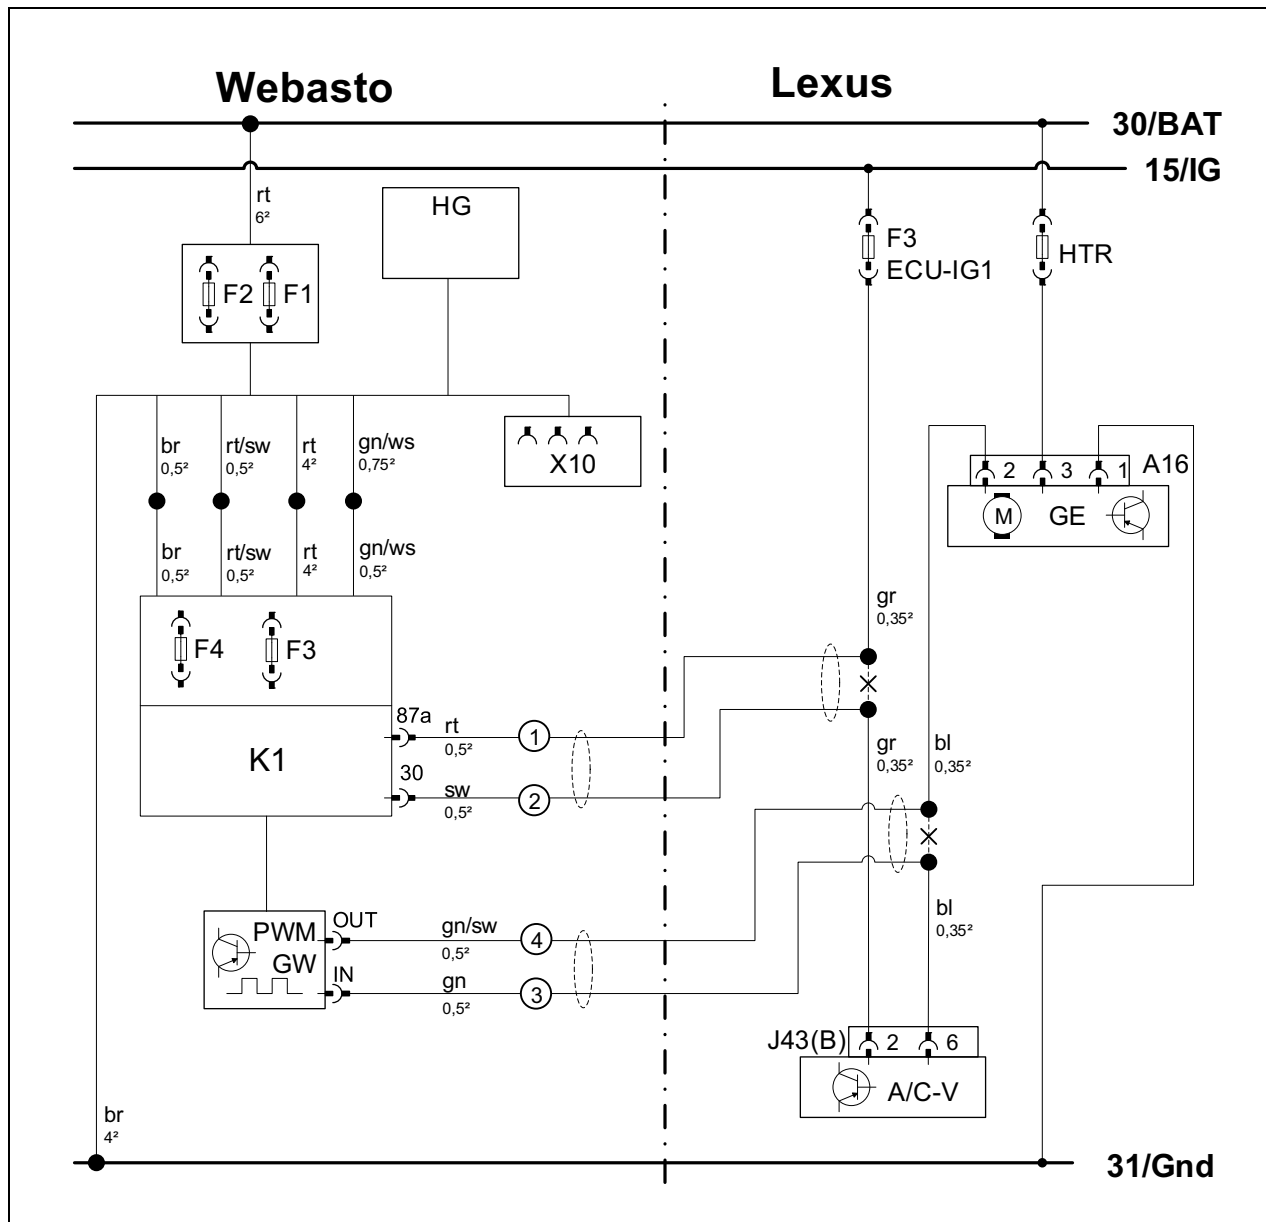 Webasto
Lexus
30/BAT
15/IG
rt
6²
HG
F2
F1
F3
ECU-IG1
HTR
br
0,5²
rt/sw
0,5²
rt
4²
gn/ws
0,75²
X10
2
3
1
A16
M
GE
br
0,5²
rt/sw
0,5²
rt
4²
gn/ws
0,5²
gr
0,35²
F4
F3
87a
rt
0,5²
1
K1
30
sw
0,5²
2
gr
0,35²
bl
0,35²
PWM
GW
OUT
gn/sw
0,5²
4
IN
gn
0,5²
3
bl
0,35²
J43(B)
2
6
A/C-V
br
4²
31/Gnd